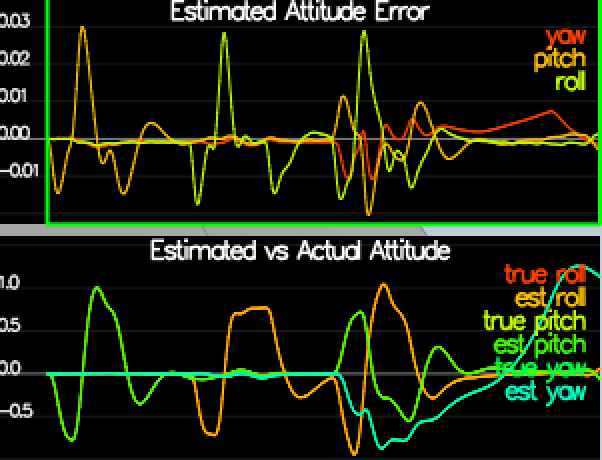 Estimated Attitude Error
0.03
yaw
0.02
pitch
roll
0.01
0.00
-0.01
Estimated vs Actual Attitude
1.0
true roll
est roll
0.5
true pitch
est pitch
0.0
true yaw
est yaw
-0.5